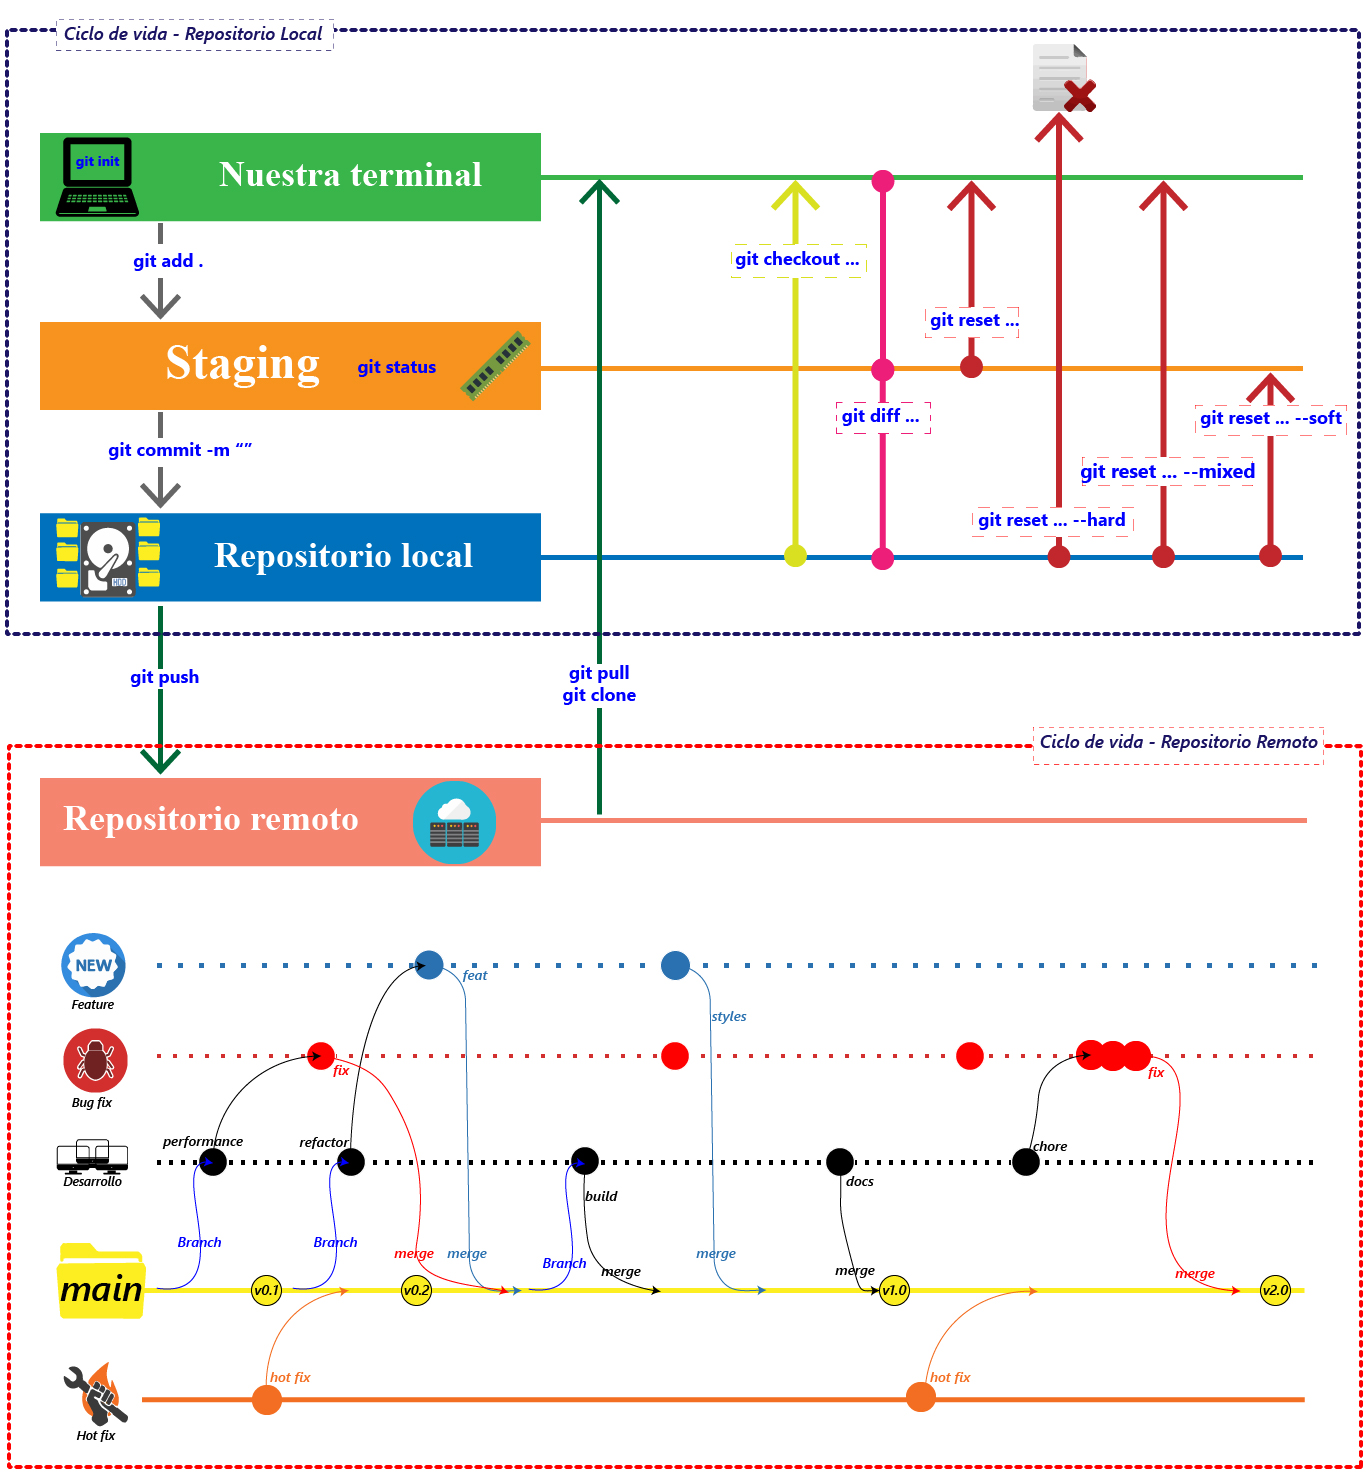 Ciclo de vida - Repositorio Local
git init
Nuestra terminal
git add .
git checkout ...
git reset ...
Staging
git status
git diff ...
git reset ... --soft
git commit -m “”
git reset ... --mixed
git reset ... --hard
Repositorio local
HDD
git push
git pull
git clone
Ciclo de vida - Repositorio Remoto
Repositorio remoto
NEW
Feature
feat
styles
Bug fix
fix
fix
Desarrollo
performance
refactor
build
docs
chore
Branch
Branch
Branch
merge
merge
merge
merge
merge
merge
main
v0.1
v0.2
v1.0
v2.0
hot fix
hot fix
Hot fix